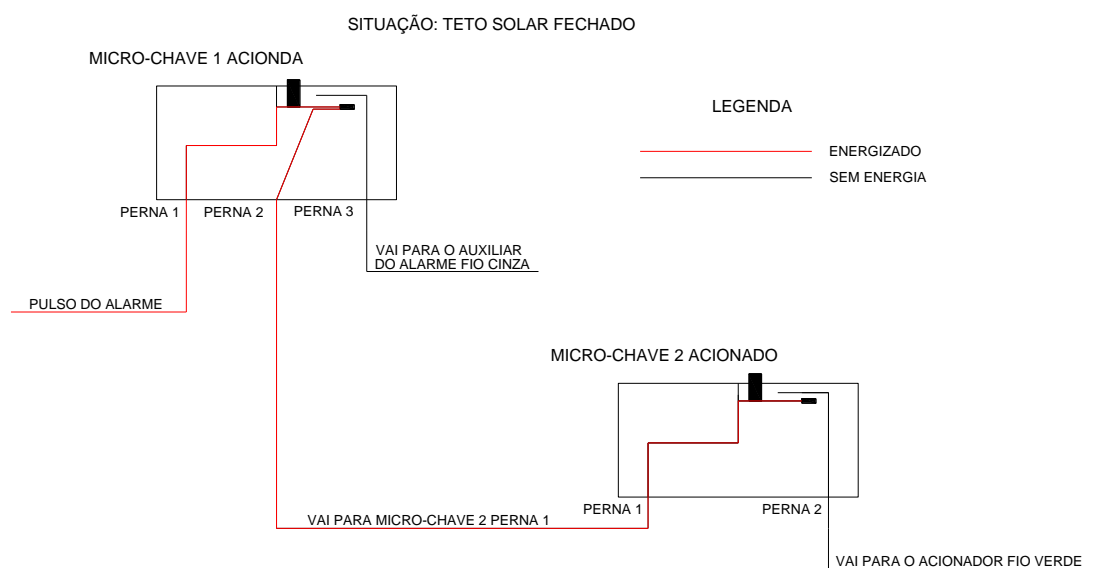 SITUAÇÃO: TETO SOLAR FECHADO
MICRO-CHAVE 1 ACIONDA
LEGENDA
ENERGIZADO
SEM ENERGIA
PERNA 1
PERNA 2
PERNA 3
VAI PARA O AUXILIAR
DO ALARME FIO CINZA
PULSO DO ALARME
MICRO-CHAVE 2 ACIONADO
PERNA 1
PERNA 2
VAI PARA MICRO-CHAVE 2 PERNA 1
VAI PARA O ACIONADOR FIO VERDE